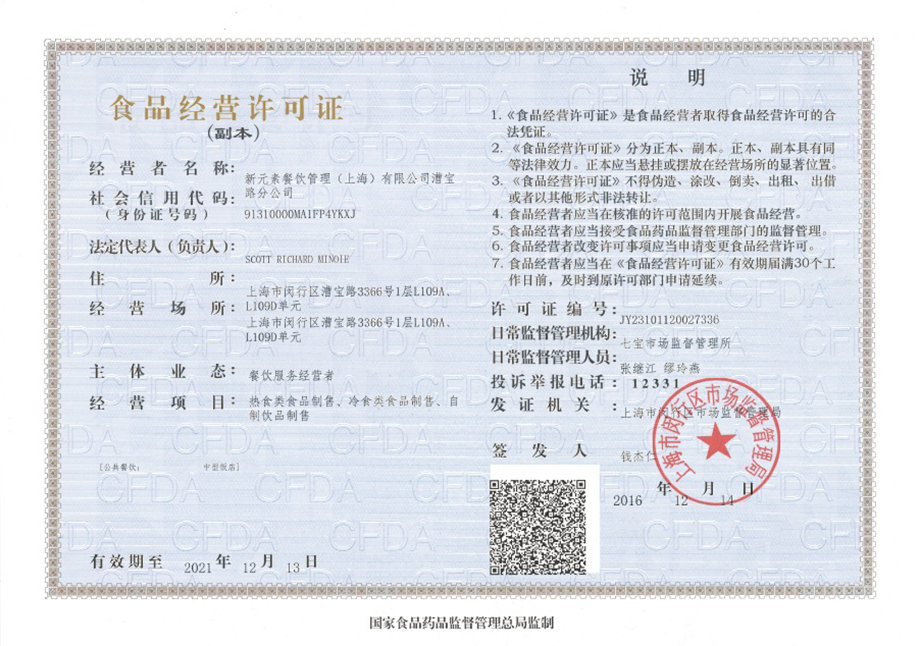 食品经营许可证
(副本)
经营者名称:
新元素餐饮管理（上海）有限公司漕宝
路分公司
社会信用代码:
(身份证号码)
91310000MA1FP4YKXJ
法定代表人(负责人):
SCOTT RICHARD MINOIE
住所:
上海市闵行区漕宝路3366号1层L109A、
L109D单元
经营场所:
上海市闵行区漕宝路3366号1层L109A、
L109D单元
主体业态:
餐饮服务经营者
经营项目:
热食类食品制售、冷食类食品制售、自
制饮品制售
[公共餐饮: 中型饭店]
有效期至 2021年 12月 13日
说明
1.《食品经营许可证》是食品经营者取得食品经营许可的合
法凭证。
2.《食品经营许可证》分为正本、副本。正本、副本具有同
等法律效力。正本应当悬挂或摆放在经营场所的显著位置。
3.《食品经营许可证》不得伪造、涂改、倒卖、出租、出借
或者以其他形式非法转让。
4.食品经营者应当在核准的许可范围内开展食品经营。
5.食品经营者应当接受食品药品监督管理部门的监督管理。
6.食品经营者改变许可事项应当申请变更食品经营许可。
7.食品经营者应当在《食品经营许可证》有效期届满30个工
作日前，及时到原许可部门申请延续。
许可证编号:
JY23101120027336
日常监督管理机构:
七宝市场监督管理所
日常监督管理人员:
张继江 缪玲燕
投诉举报电话:12331
发证机关:
上海市闵行区市场监督管理局
签发人
钱杰仁
上海市闵行区市场监督管理局
2016年 12月 14日
国家食品药品监督管理总局监制
CFDA